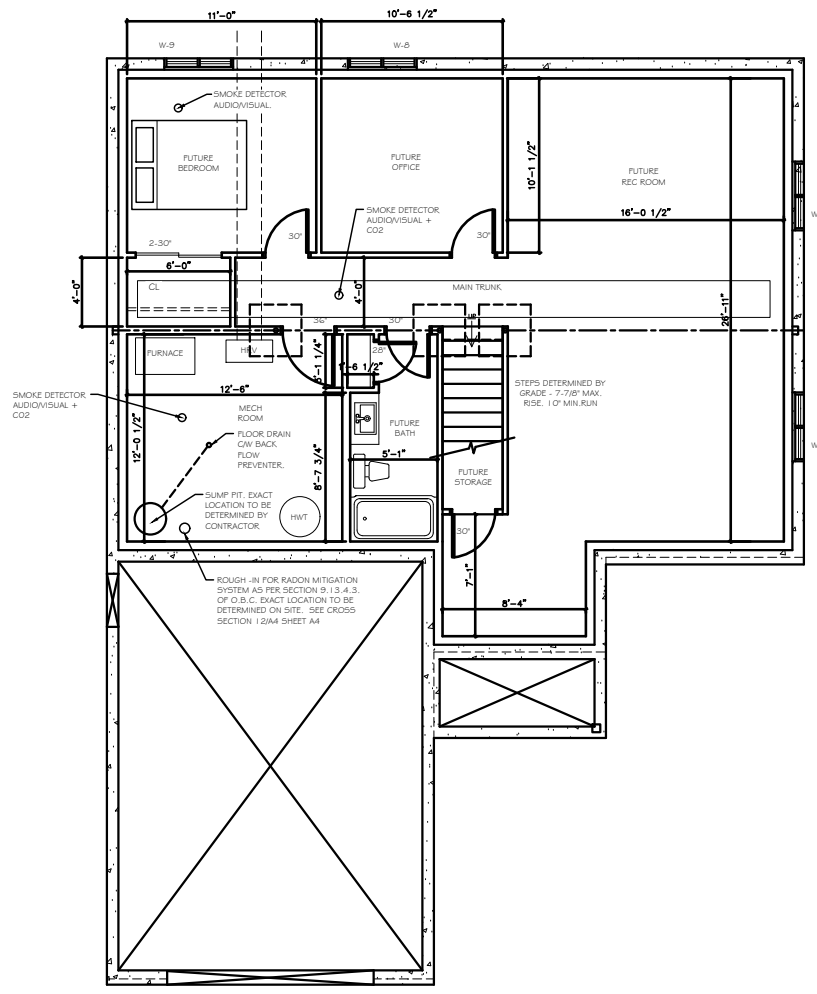 11'-0"
10'-6 1/2"
W-9
W-8
SMOKE DETECTOR
AUDIO/VISUAL.
FUTURE
BEDROOM
FUTURE
OFFICE
10'-1 1/2"
FUTURE
REC ROOM
SMOKE DETECTOR
AUDIO/VISUAL +
CO2
16'-0 1/2"
W
2-30"
30"
30"
6'-0"
4'-0"
CL
4'-0"
MAIN TRUNK
26'-11"
36"
30"
FURNACE
HRV
28"
1'-6 1/2"
12'-6"
SMOKE DETECTOR
AUDIO/VISUAL +
CO2
STEPS DETERMINED BY
GRADE - 7-7/8" MAX.
RISE. 10" MIN.RUN
MECH
ROOM
12'-0 1/2"
FLOOR DRAIN
C/W BACK
FLOW
PREVENTER.
8'-7 3/4"
FUTURE
BATH
5'-1"
W
FUTURE
STORAGE
SUMP PIT. EXACT
LOCATION TO BE
DETERMINED BY
CONTRACTOR
HWT
30"
7'-1"
ROUGH -IN FOR RADON MITIGATION
SYSTEM AS PER SECTION 9.13.4.3.
OF O.B.C. EXACT LOCATION TO BE
DETERMINED ON SITE. SEE CROSS
SECTION 12/A4 SHEET A4
8'-4"